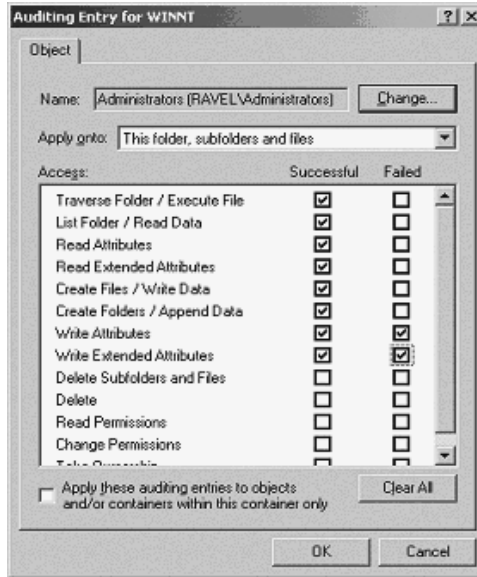 Auditing Entry for WINNT
Object
Name: Administrators (RAVEL\Administrators) Change...
Apply onto: This folder, subfolders and files
Access: Successful Failed
Traverse Folder / Execute File
List Folder / Read Data
Read Attributes
Read Extended Attributes
Create Files / Write Data
Create Folders / Append Data
Write Attributes
Write Extended Attributes
Delete Subfolders and Files
Delete
Read Permissions
Change Permissions
Take Ownership
Apply these auditing entries to objects Clear All
and/or containers within this container only
OK Cancel